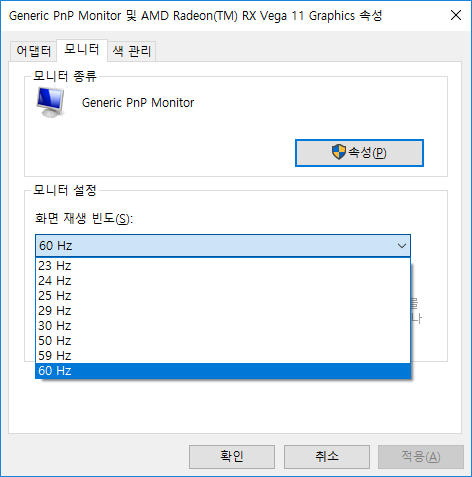 Generic PnP Monitor 및 AMD Radeon(TM) RX Vega 11 Graphics 속성
어댑터 모니터 색 관리
모니터 종류
Generic PnP Monitor
속성(P)
모니터 설정
화면 재생 빈도(S):
60 Hz
23 Hz
24 Hz
25 Hz
29 Hz
30 Hz
50 Hz
59 Hz
60 Hz
를
나
확인 취소 적용(A)